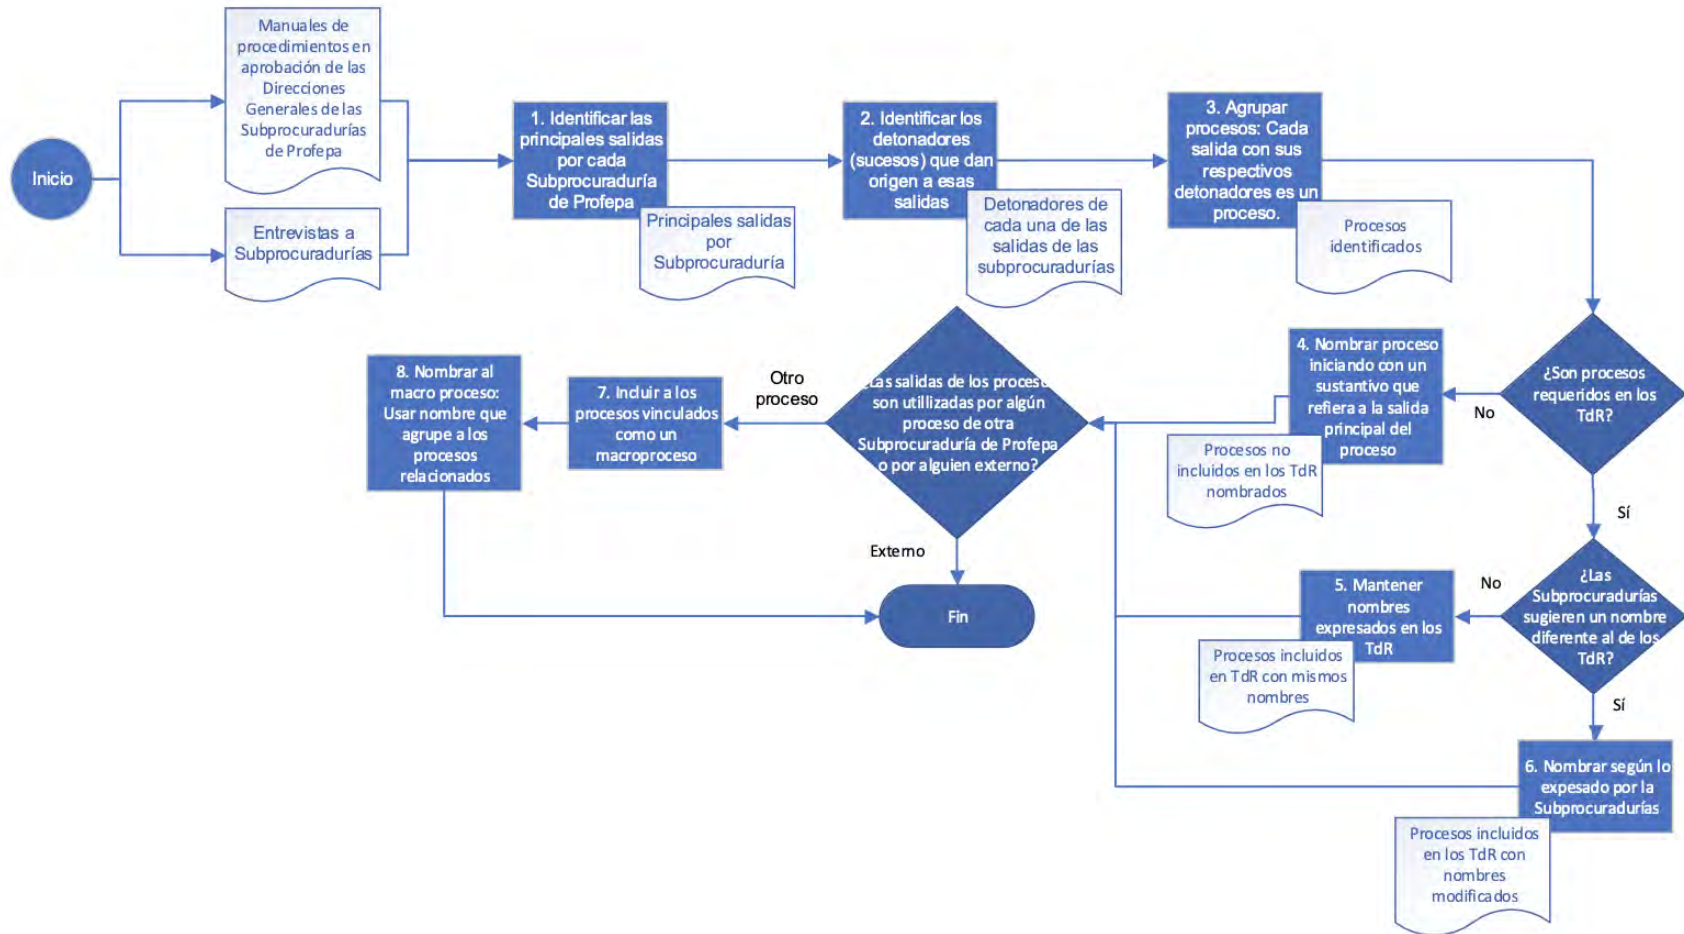 Inicio
Manuales de
procedimientos en
aprobación de las
Direcciones
Generales de las
Subprocuradurías
de Profepa
Entrevistas a
Subprocuradurías
1. Identificar las
principales salidas
por cada
Subprocuraduría
de Profepa
Principales salidas
por
Subprocuraduría
2. Identificar los
detonadores
(sucesos) que dan
origen a esas
salidas
Detonadores de
cada una de las
salidas de las
subprocuradurías
3. Agrupar
procesos: Cada
salida con sus
respectivos
detonadores es un
proceso.
Procesos
identificados
¿Son procesos
requeridos en los
TdR?
No
Sí
4. Nombrar proceso
iniciando con un
sustantivo que
refiera a la salida
principal del
proceso
Procesos no
incluidos en los TdR
nombrados
¿Las
Subprocuradurías
sugieren un nombre
diferente al de los
TdR?
No
Sí
5. Mantener
nombres
expresados en los
TdR
Procesos incluidos
en TdR con mismos
nombres
6. Nombrar según lo
expesado por la
Subprocuradurías
Procesos incluidos
en los TdR con
nombres
modificados
¿Las salidas de los procesos
son utillizadas por algún
proceso de otra
Subprocuraduría de Profepa
o por alguien externo?
Otro
proceso
Externo
7. Incluir a los
procesos vinculados
como un
macroproceso
8. Nombrar al
macro proceso:
Usar nombre que
agrupe a los
procesos
relacionados
Fin